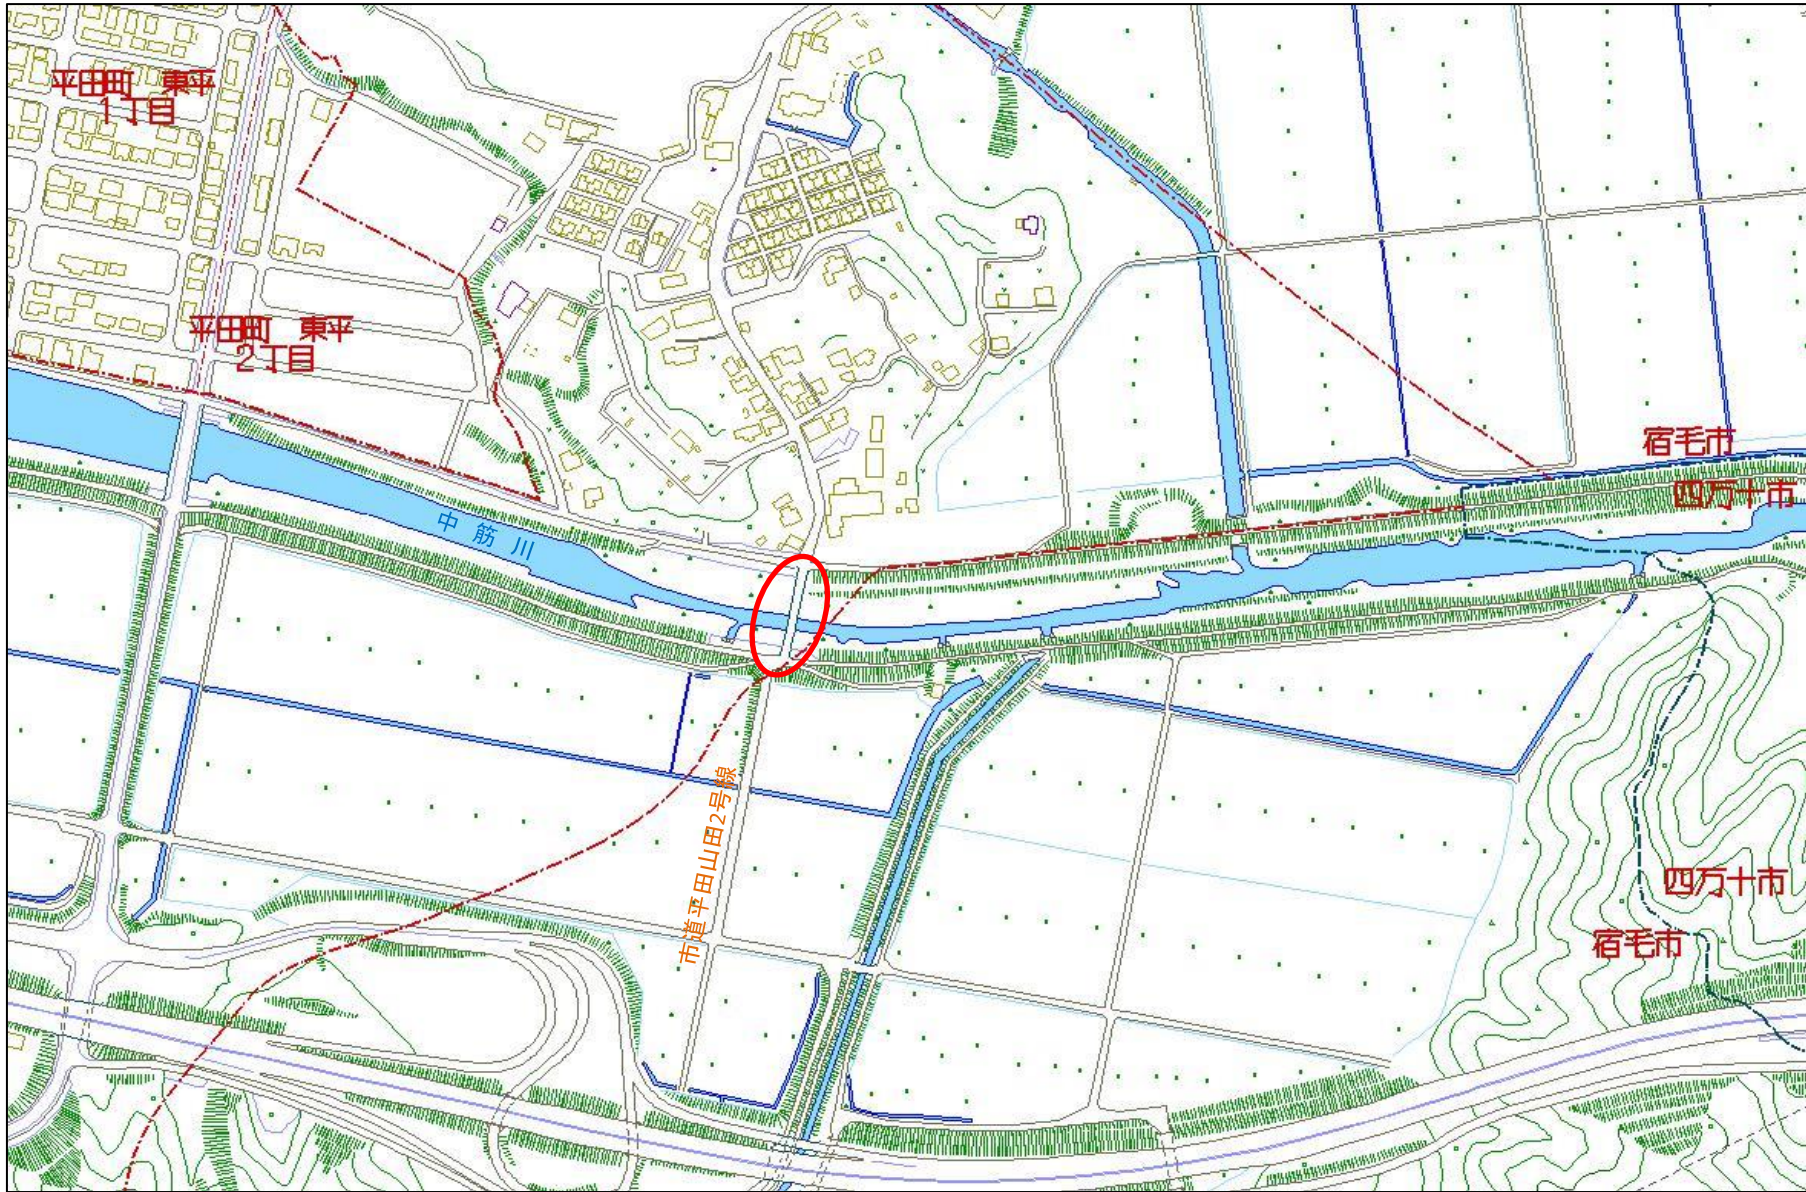 平田町　東平
1丁目
平田町　東平
2丁目
宿毛市
四万十市
中筋川
市道平田山田2号線
四万十市
宿毛市